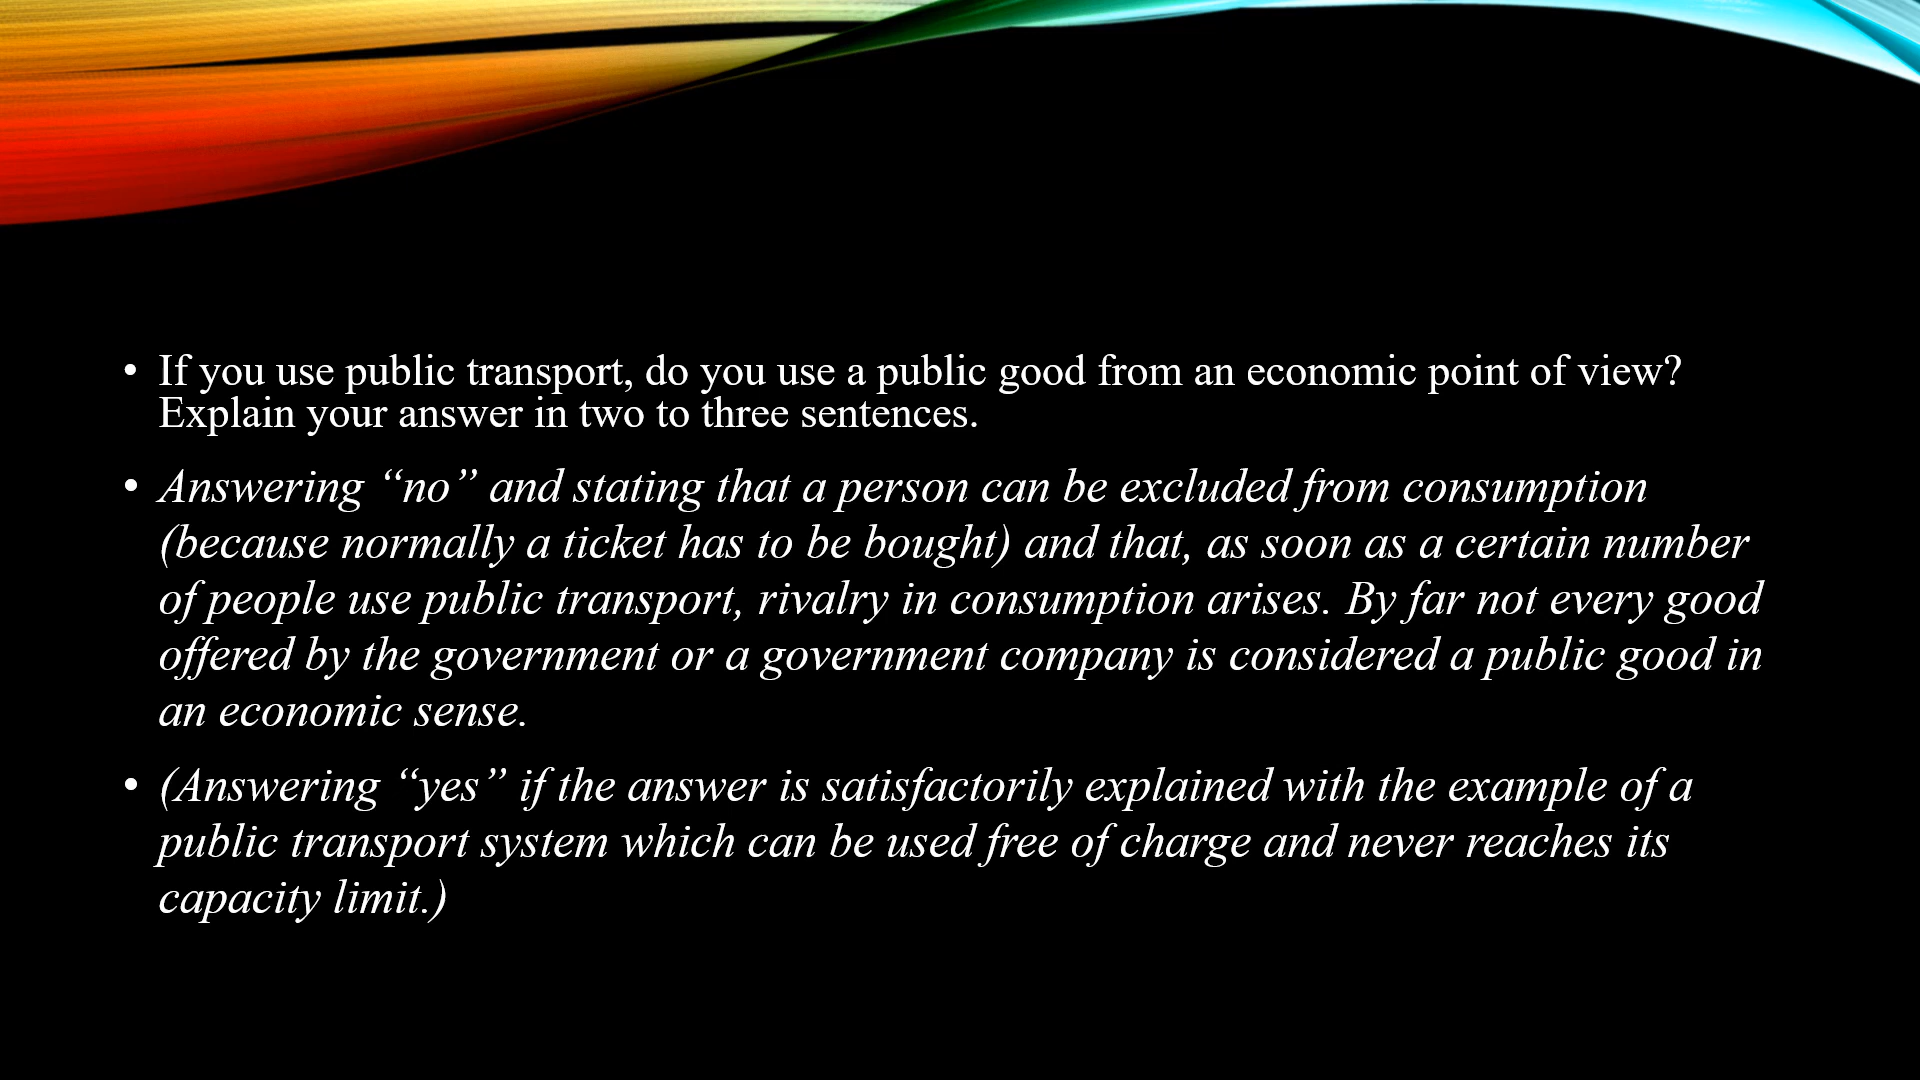 • If you use public transport, do you use a public good from an economic point of view?
Explain your answer in two to three sentences.
• Answering “no” and stating that a person can be excluded from consumption
(because normally a ticket has to be bought) and that, as soon as a certain number
of people use public transport, rivalry in consumption arises. By far not every good
offered by the government or a government company is considered a public good in
an economic sense.
• (Answering “yes” if the answer is satisfactorily explained with the example of a
public transport system which can be used free of charge and never reaches its
capacity limit.)